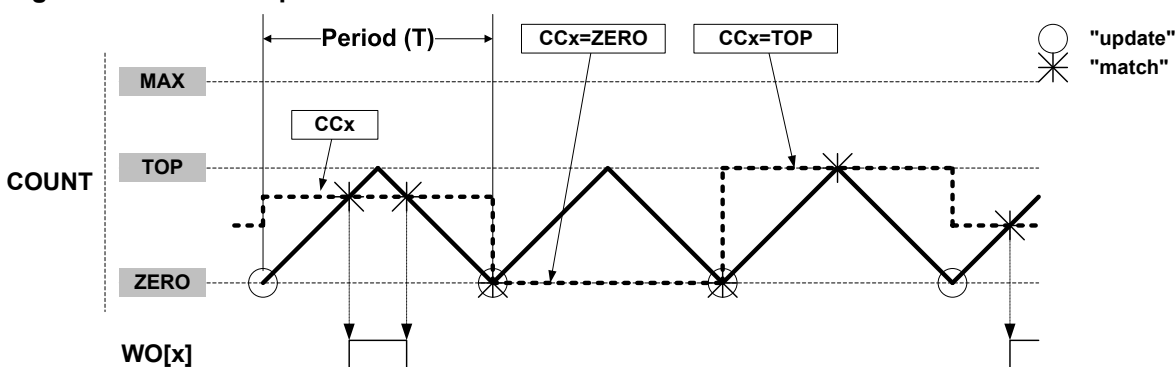 Period (T)
CCx=ZERO
CCx=TOP
"update"
"match"
MAX
CCx
TOP
COUNT
ZERO
WO[x]